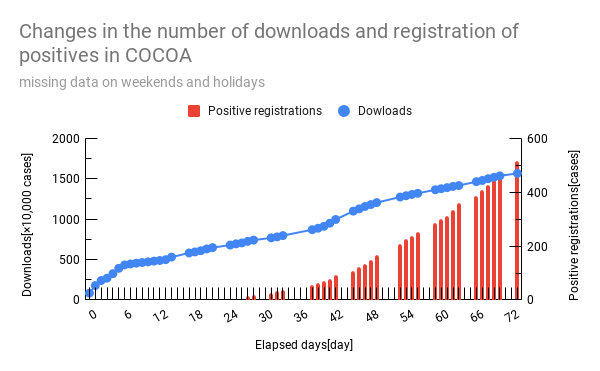 Changes in the number of downloads and registration of
positives in COCOA
missing data on weekends and holidays
Positive registrations
Dowloads
2000
1500
1000
500
0
Downloads[×10,000 cases]
600
400
200
0
Positive registrations[cases]
0 6 12 18 24 30 36 42 48 54 60 66 72
Elapsed days[day]